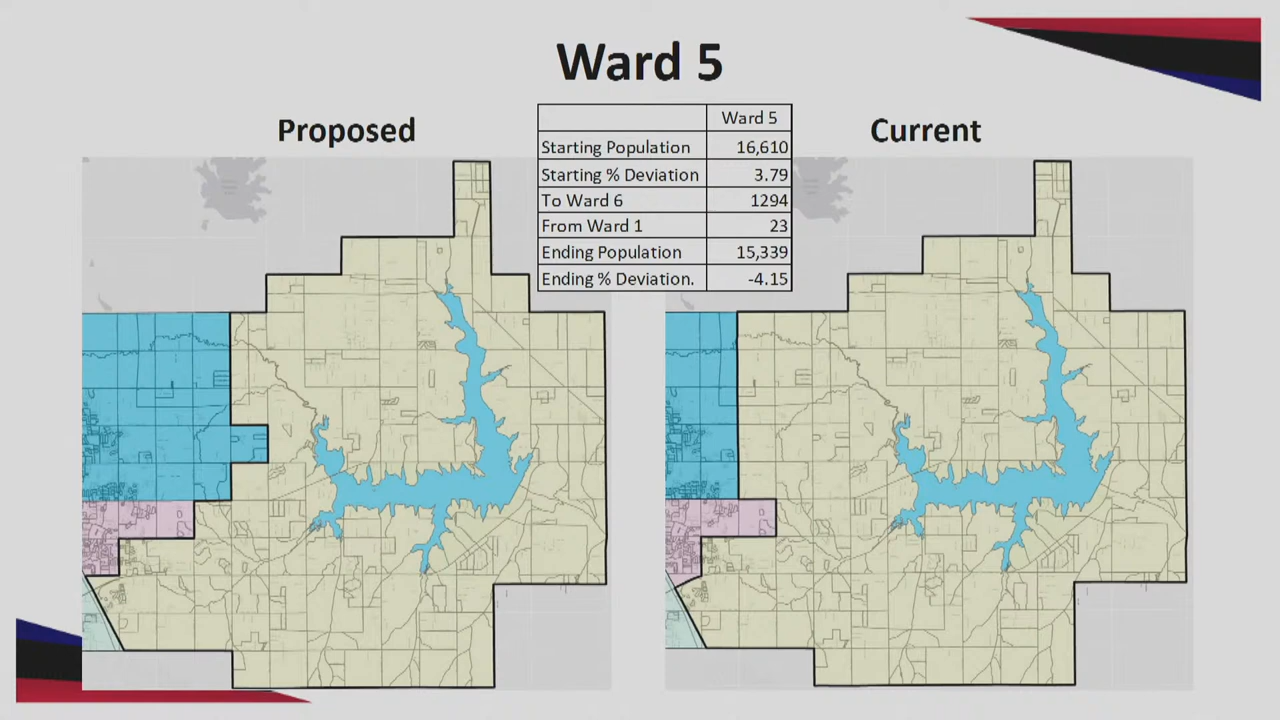 Ward 5
Proposed
Current
Ward 5
Starting Population 16,610
Starting % Deviation 3.79
To Ward 6 1294
From Ward 1 23
Ending Population 15,339
Ending % Deviation. -4.15